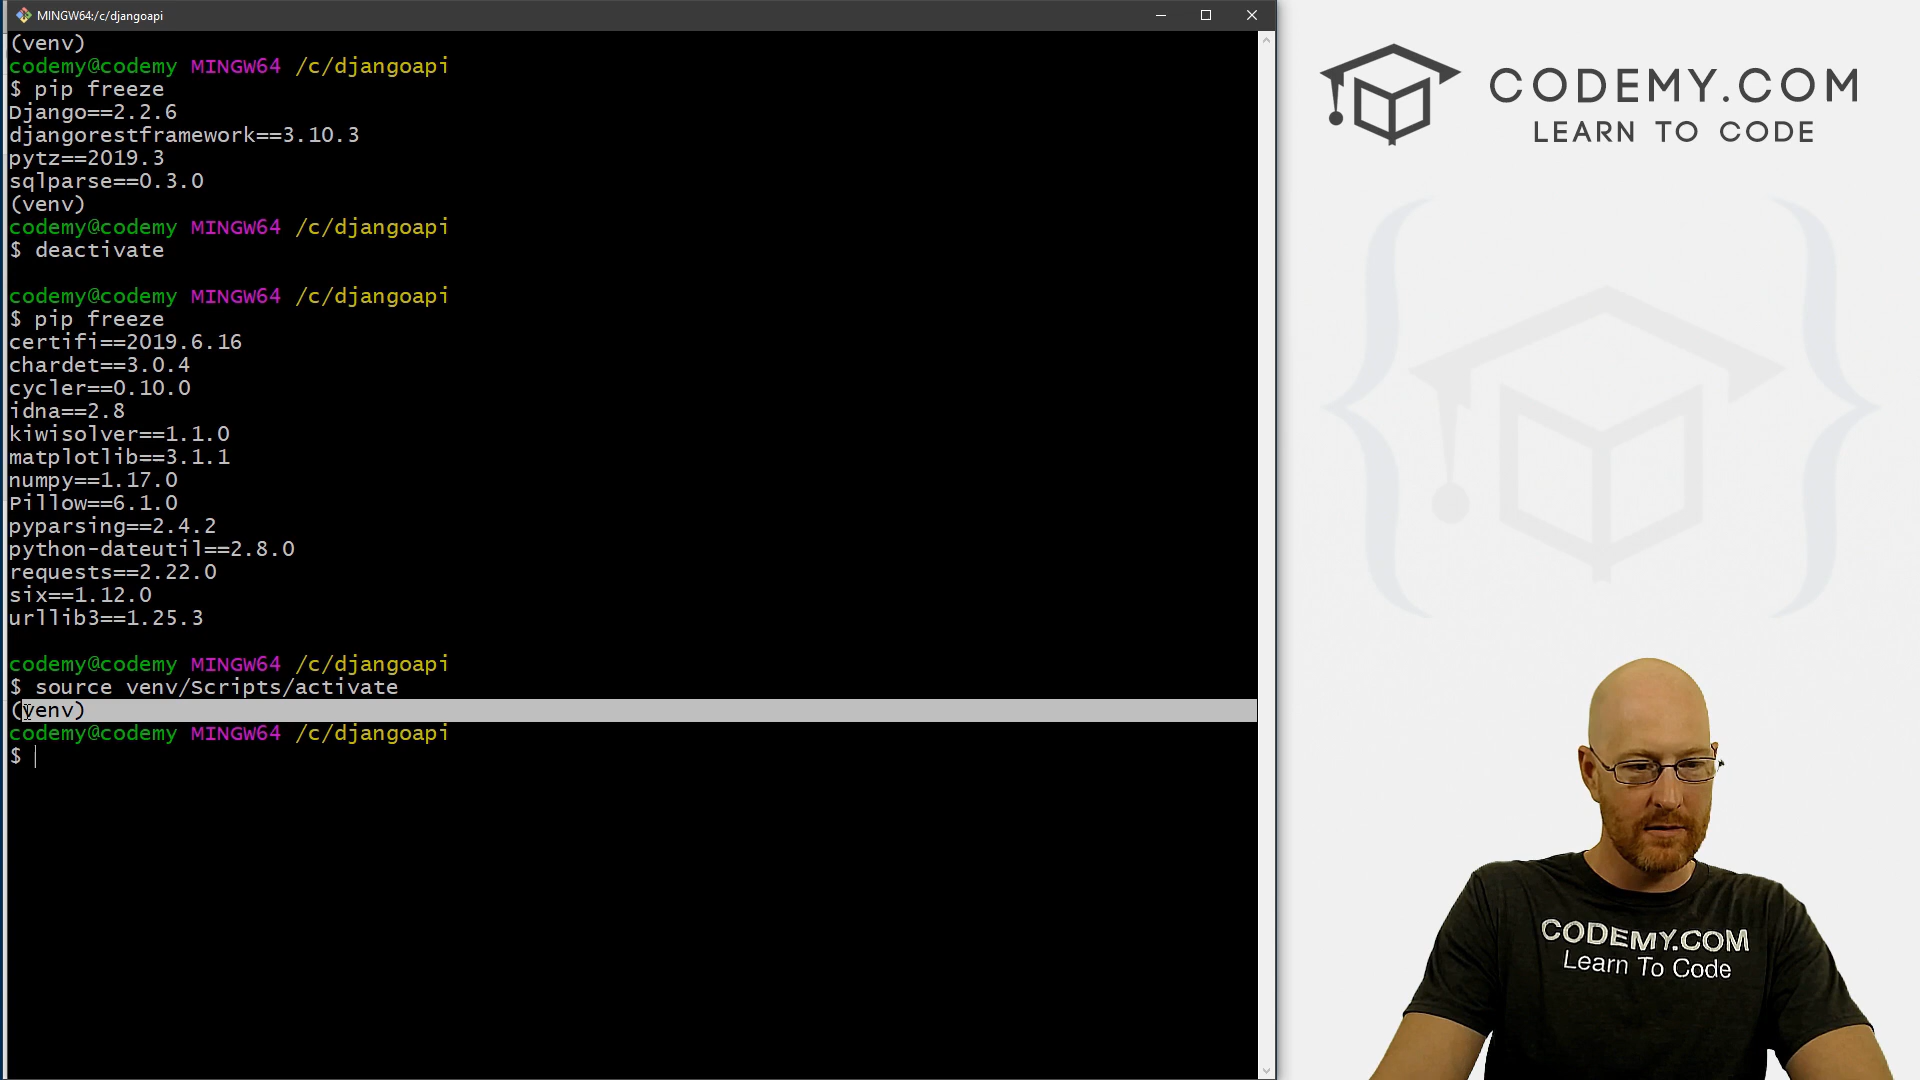 MINGW64:/c/djangoapi
(venv)
codemy@codemy MINGW64 /c/djangoapi
$ pip freeze
Django==2.2.6
djangorestframework==3.10.3
pytz==2019.3
sqlparse==0.3.0
(venv)
codemy@codemy MINGW64 /c/djangoapi
$ deactivate
codemy@codemy MINGW64 /c/djangoapi
$ pip freeze
certifi==2019.6.16
chardet==3.0.4
cycler==0.10.0
idna==2.8
kiwisolver==1.1.0
matplotlib==3.1.1
numpy==1.17.0
Pillow==6.1.0
pyparsing==2.4.2
python-dateutil==2.8.0
requests==2.22.0
six==1.12.0
urllib3==1.25.3
codemy@codemy MINGW64 /c/djangoapi
$ source venv/Scripts/activate
(venv)
codemy@codemy MINGW64 /c/djangoapi
$
CODEMY.COM
LEARN TO CODE
CODEMY.COM
Learn To Code